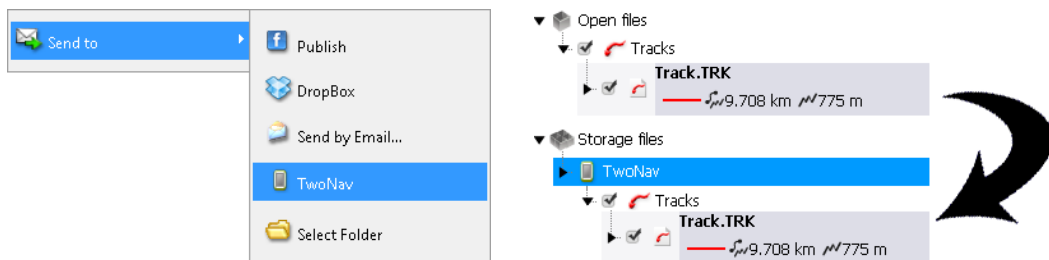 Send to
Publish
DropBox
Send by Email...
TwoNav
Select Folder
Open files
Tracks
Track.TRK
9.708 km 775 m
Storage files
TwoNav
Tracks
Track.TRK
9.708 km 775 m